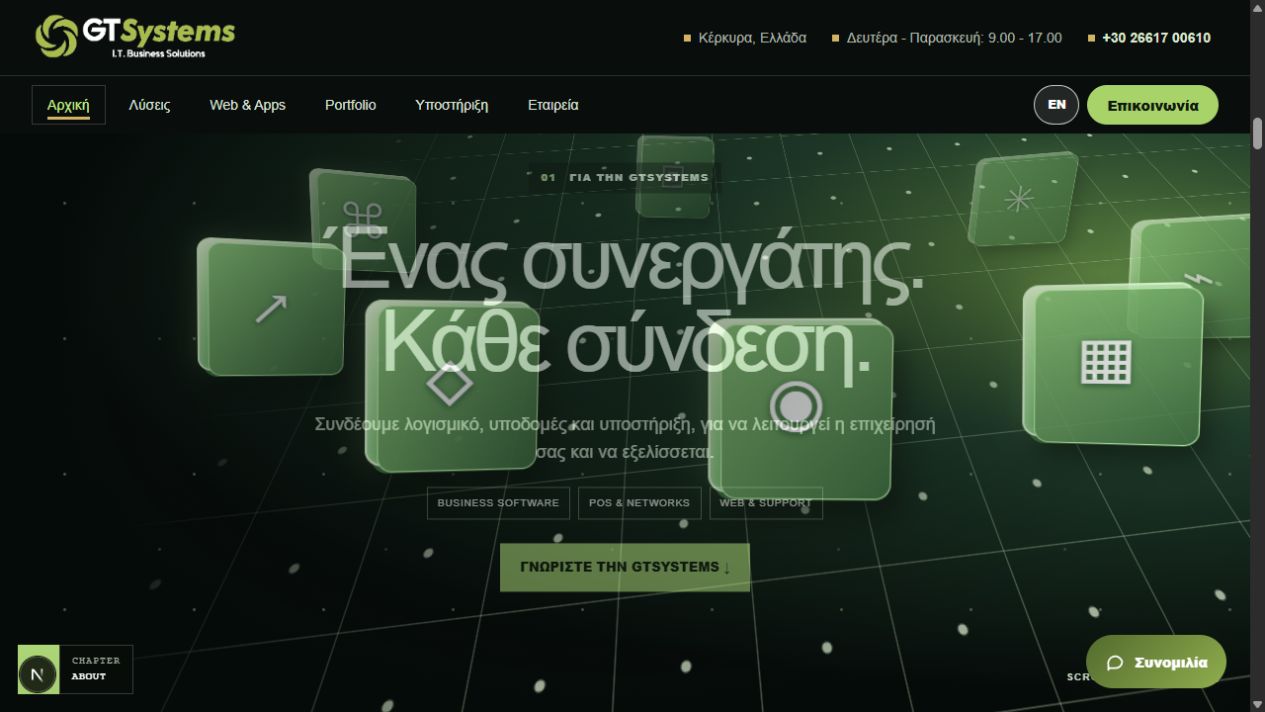 GTSystems
I.T. Business Solutions
Κέρκυρα, Ελλάδα
Δευτέρα - Παρασκευή: 9.00 - 17.00
+30 26617 00610
Αρχική
Λύσεις
Web & Apps
Portfolio
Υποστήριξη
Εταιρεία
EN
Επικοινωνία
01 ΓΙΑ ΤΗΝ GTSYSTEMS
Ένας συνεργάτης.
Κάθε σύνδεση.
Συνδέουμε λογισμικό, υποδομές και υποστήριξη, για να λειτουργεί η επιχείρησή
σας και να εξελίσσεται.
BUSINESS SOFTWARE
POS & NETWORKS
WEB & SUPPORT
ΓΝΩΡΙΣΤΕ ΤΗΝ GTSYSTEMS ↓
N
CHAPTER
ABOUT
Συνομιλία